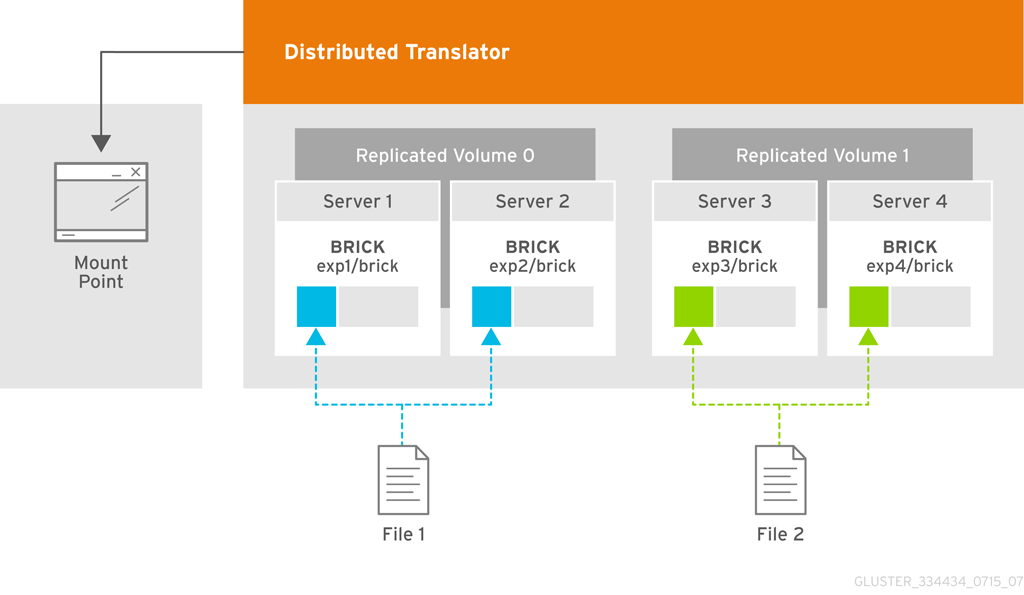 Distributed Translator
Mount
Point
Replicated Volume 0
Replicated Volume 1
Server 1
Server 2
Server 3
Server 4
BRICK
exp1/brick
BRICK
exp2/brick
BRICK
exp3/brick
BRICK
exp4/brick
File 1
File 2
GLUSTER_334434_0715_07